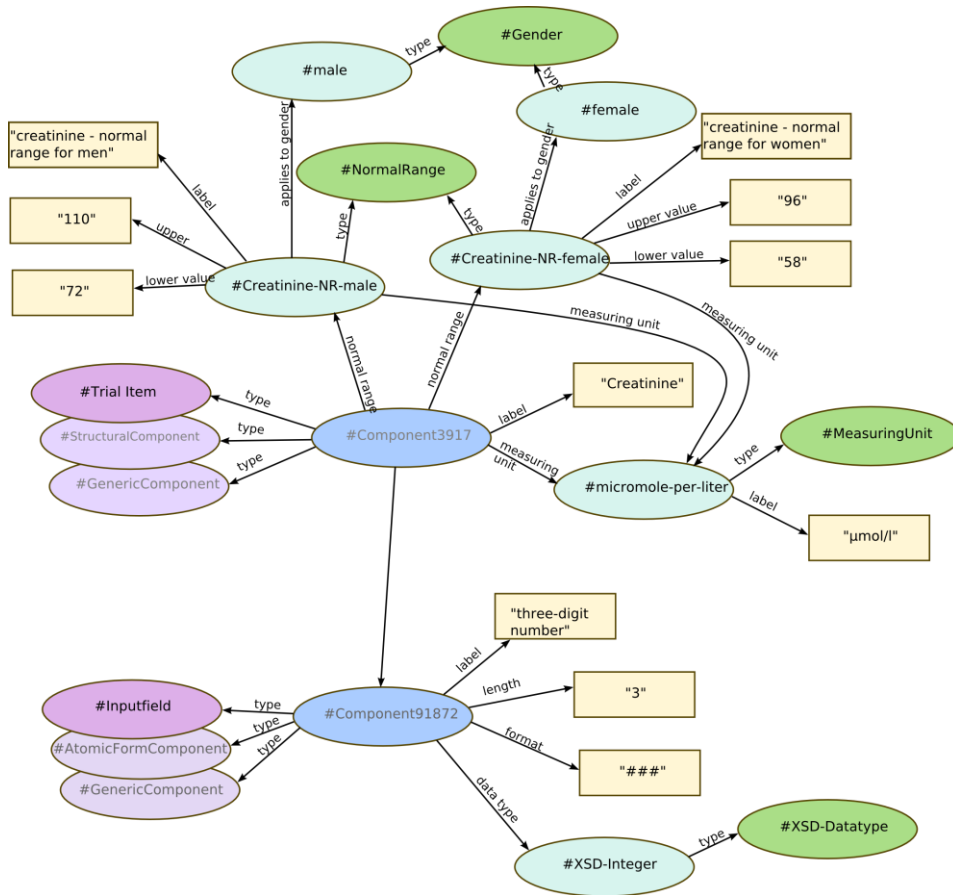 #Gender
type
#male
type
#female
"creatinine - normal
range for men"
applies to gender
"creatinine - normal
range for women"
applies to gender
#NormalRange
label
label
"110"
upper
type
type
upper value
"96"
#Creatinine-NR-female
lower value
"58"
"72"
lower value
#Creatinine-NR-male
measuring unit
measuring unit
normal range
normal range
#Trial Item
type
"Creatinine"
label
#StructuralComponent
type
#Component3917
#MeasuringUnit
type
#GenericComponent
type
measuring
unit
#micromole-per-liter
label
"µmol/l"
"three-digit
number"
label
#Inputfield
type
length
"3"
#Component91872
#AtomicFormComponent
type
type
format
"###"
#GenericComponent
data type
#XSD-Datatype
type
#XSD-Integer